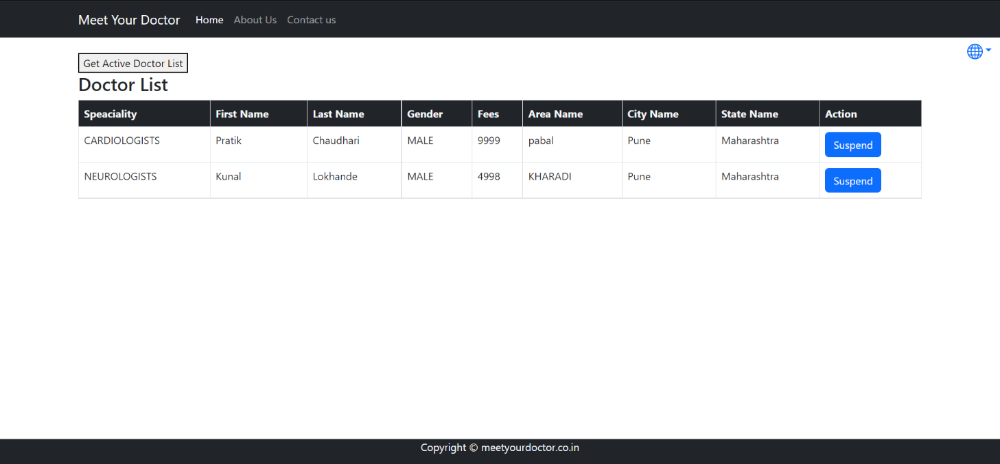 Meet Your Doctor Home About Us Contact us
Get Active Doctor List
Doctor List
Speaciality First Name Last Name Gender Fees Area Name City Name State Name Action
CARDIOLOGISTS Pratik Chaudhari MALE 9999 pabal Pune Maharashtra Suspend
NEUROLOGISTS Kunal Lokhande MALE 4998 KHARADI Pune Maharashtra Suspend
Copyright © meetyourdoctor.co.in